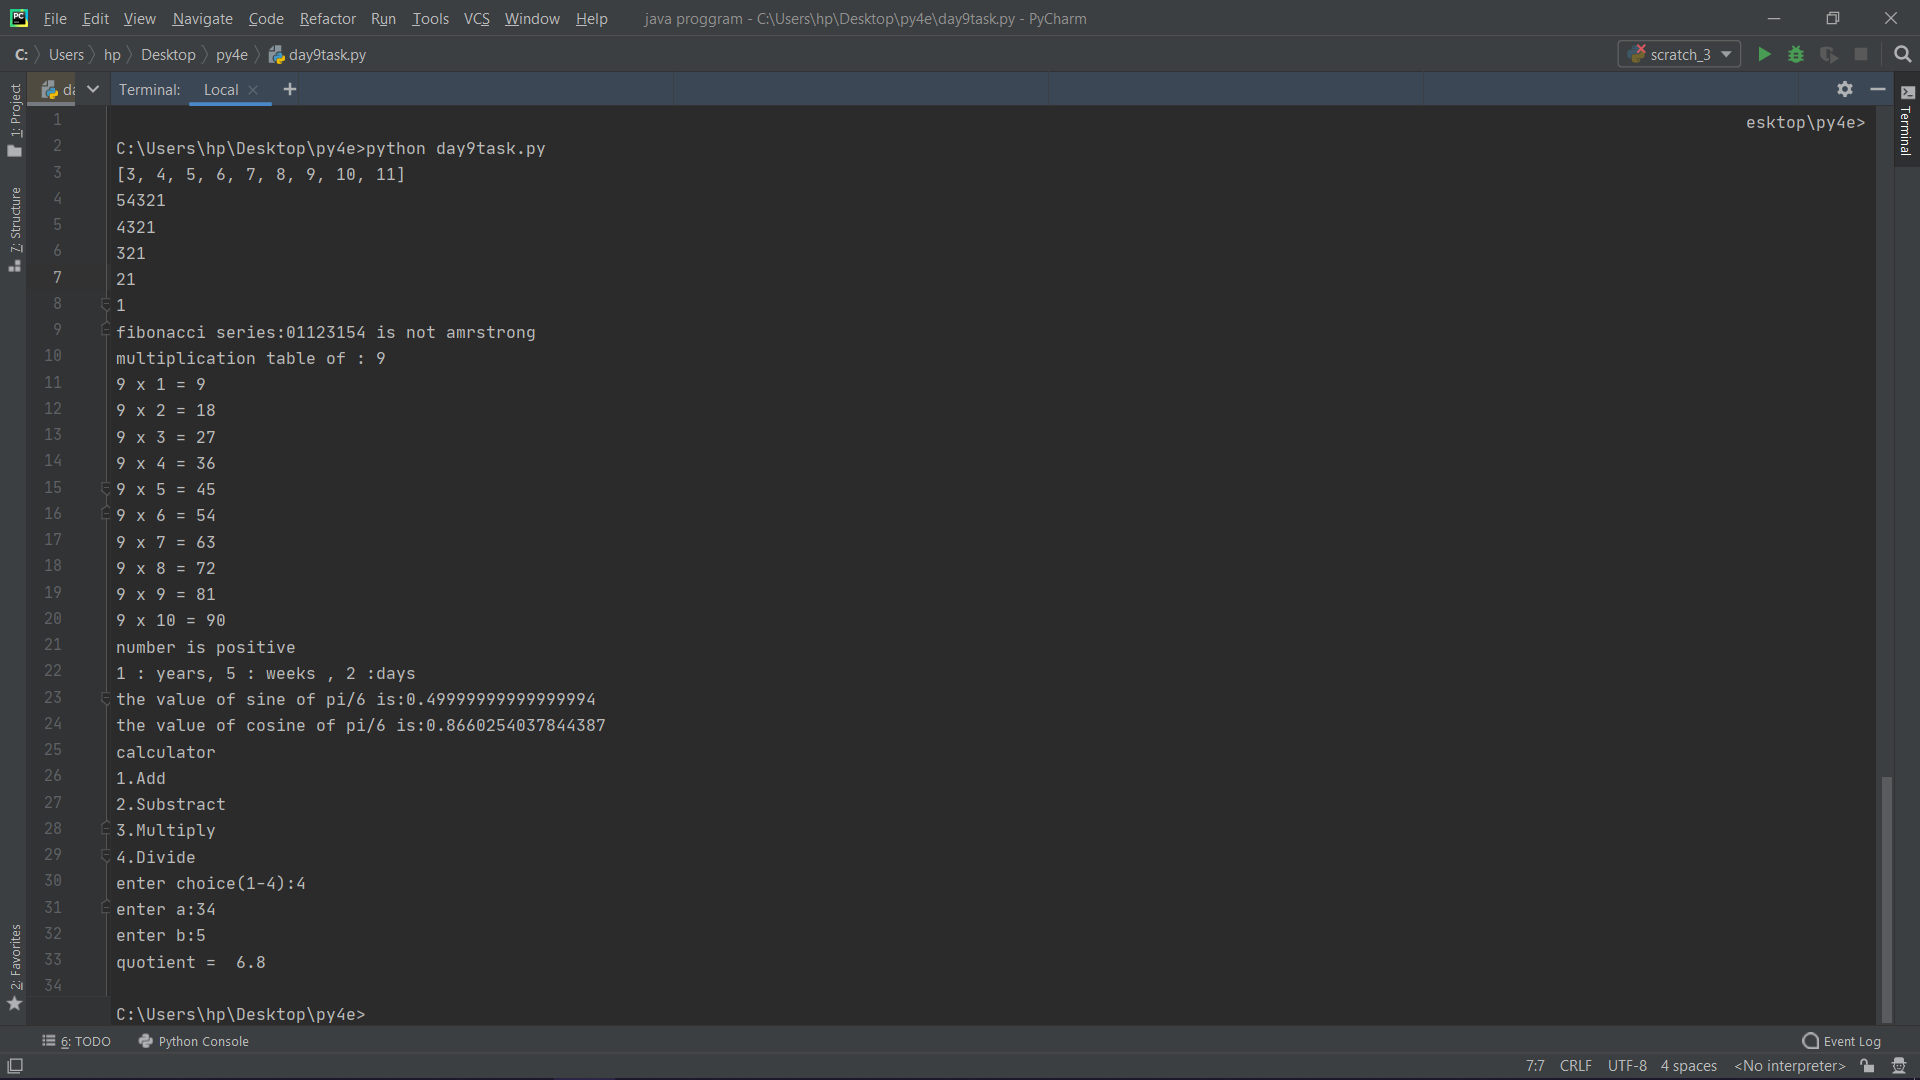 File Edit View Navigate Code Refactor Run Tools VCS Window Help java proggram - C:\Users\hp\Desktop\py4e\day9task.py - PyCharm
C: Users hp Desktop py4e day9task.py scratch_3
Terminal: Local
1: Project
7: Structure
2: Favorites
Terminal
1
2
3
4
5
6
7
8
9
10
11
12
13
14
15
16
17
18
19
20
21
22
23
24
25
26
27
28
29
30
31
32
33
34
esktop\py4e>
C:\Users\hp\Desktop\py4e>python day9task.py
[3, 4, 5, 6, 7, 8, 9, 10, 11]
54321
4321
321
21
1
fibonacci series:01123154 is not amrstrong
multiplication table of : 9
9 x 1 = 9
9 x 2 = 18
9 x 3 = 27
9 x 4 = 36
9 x 5 = 45
9 x 6 = 54
9 x 7 = 63
9 x 8 = 72
9 x 9 = 81
9 x 10 = 90
number is positive
1 : years, 5 : weeks , 2 :days
the value of sine of pi/6 is:0.49999999999999994
the value of cosine of pi/6 is:0.8660254037844387
calculator
1.Add
2.Substract
3.Multiply
4.Divide
enter choice(1-4):4
enter a:34
enter b:5
quotient =  6.8
C:\Users\hp\Desktop\py4e>
6: TODO Python Console Event Log
7:7 CRLF UTF-8 4 spaces <No interpreter>